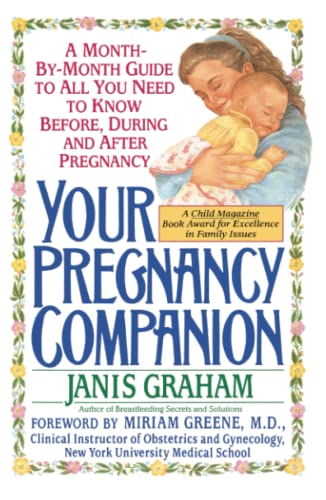 A MONTH-
BY-MONTH GUIDE
TO ALL YOU NEED
TO KNOW
BEFORE, DURING
AND AFTER
PREGNANCY
A Child Magazine
Book Award for Excellence
in Family Issues
YOUR
PREGNANCY
COMPANION
JANIS GRAHAM
Author of Breastfeeding Secrets and Solutions
FOREWORD BY MIRIAM GREENE, M.D.,
Clinical Instructor of Obstetrics and Gynecology,
New York University Medical School